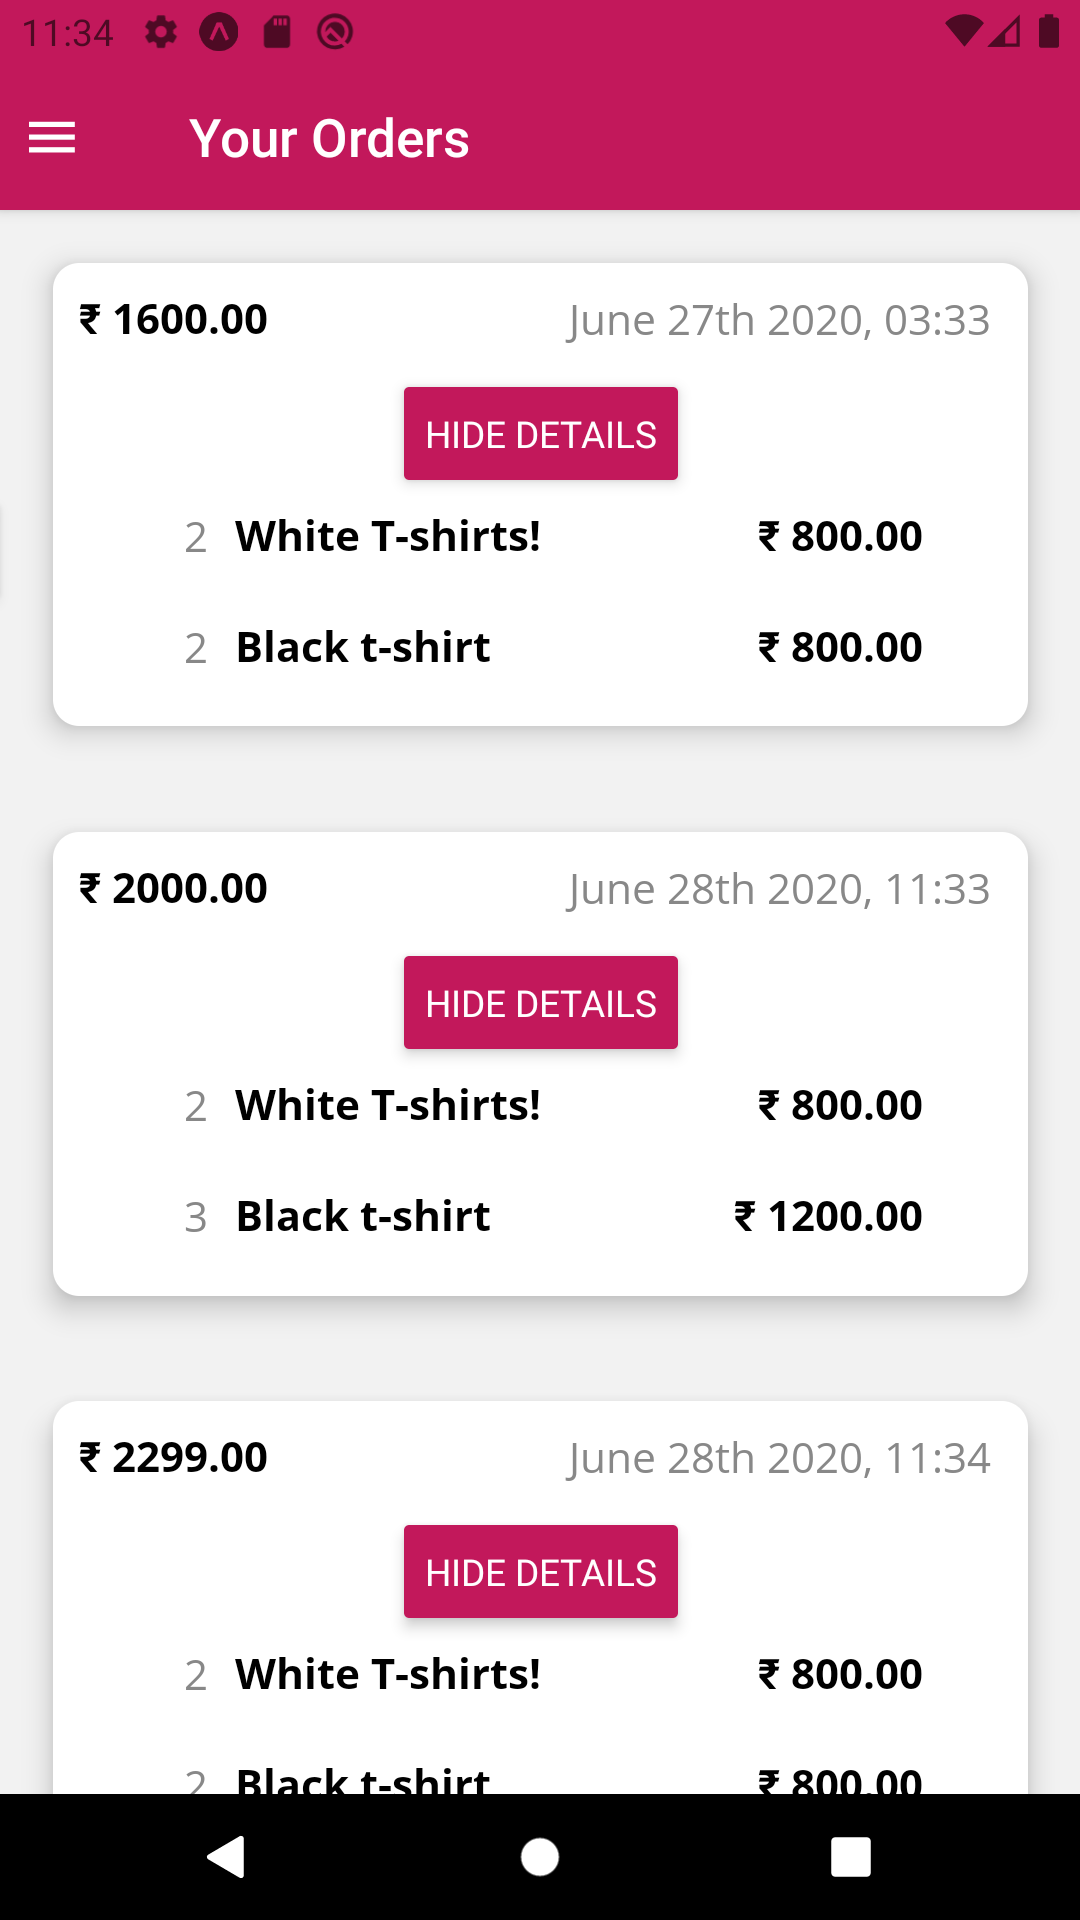 11:34
Your Orders
₹ 1600.00 June 27th 2020, 03:33
HIDE DETAILS
2 White T-shirts! ₹ 800.00
2 Black t-shirt ₹ 800.00
₹ 2000.00 June 28th 2020, 11:33
HIDE DETAILS
2 White T-shirts! ₹ 800.00
3 Black t-shirt ₹ 1200.00
₹ 2299.00 June 28th 2020, 11:34
HIDE DETAILS
2 White T-shirts! ₹ 800.00
2 Black t-shirt ₹ 800.00